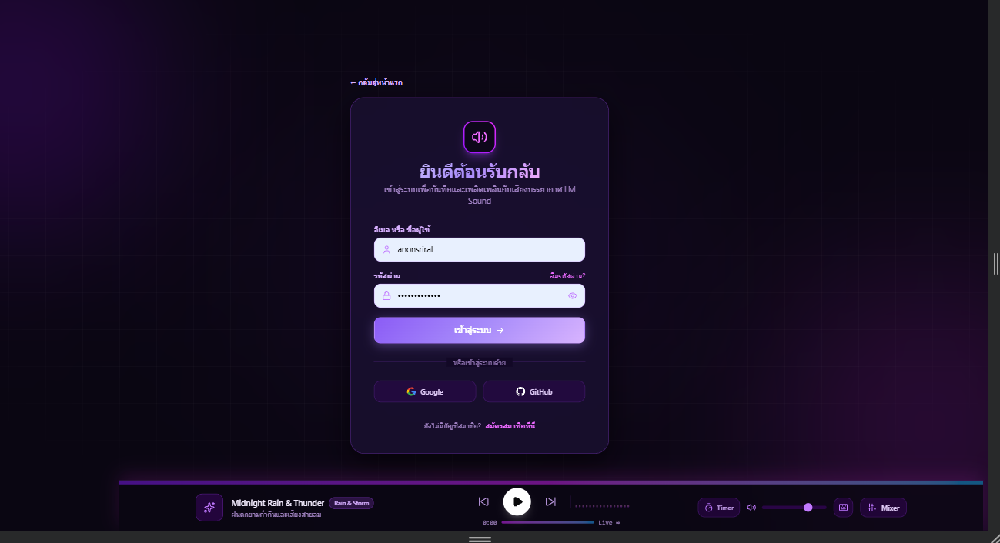 ← กลับสู่หน้าแรก
ยินดีต้อนรับกลับ
เข้าสู่ระบบเพื่อบันทึกและเพลิดเพลินกับเสียงบรรยากาศ LM
Sound
อีเมล หรือ ชื่อผู้ใช้
anonsrirat
รหัสผ่าน ลืมรหัสผ่าน?
•••••••••••••
เข้าสู่ระบบ →
หรือเข้าสู่ระบบด้วย
Google GitHub
ยังไม่มีบัญชีสมาชิก? สมัครสมาชิกที่นี่
Midnight Rain & Thunder Rain & Storm
ฝนตกยามค่ำคืนและเสียงสายลม
Timer Mixer
0:00 Live ∞